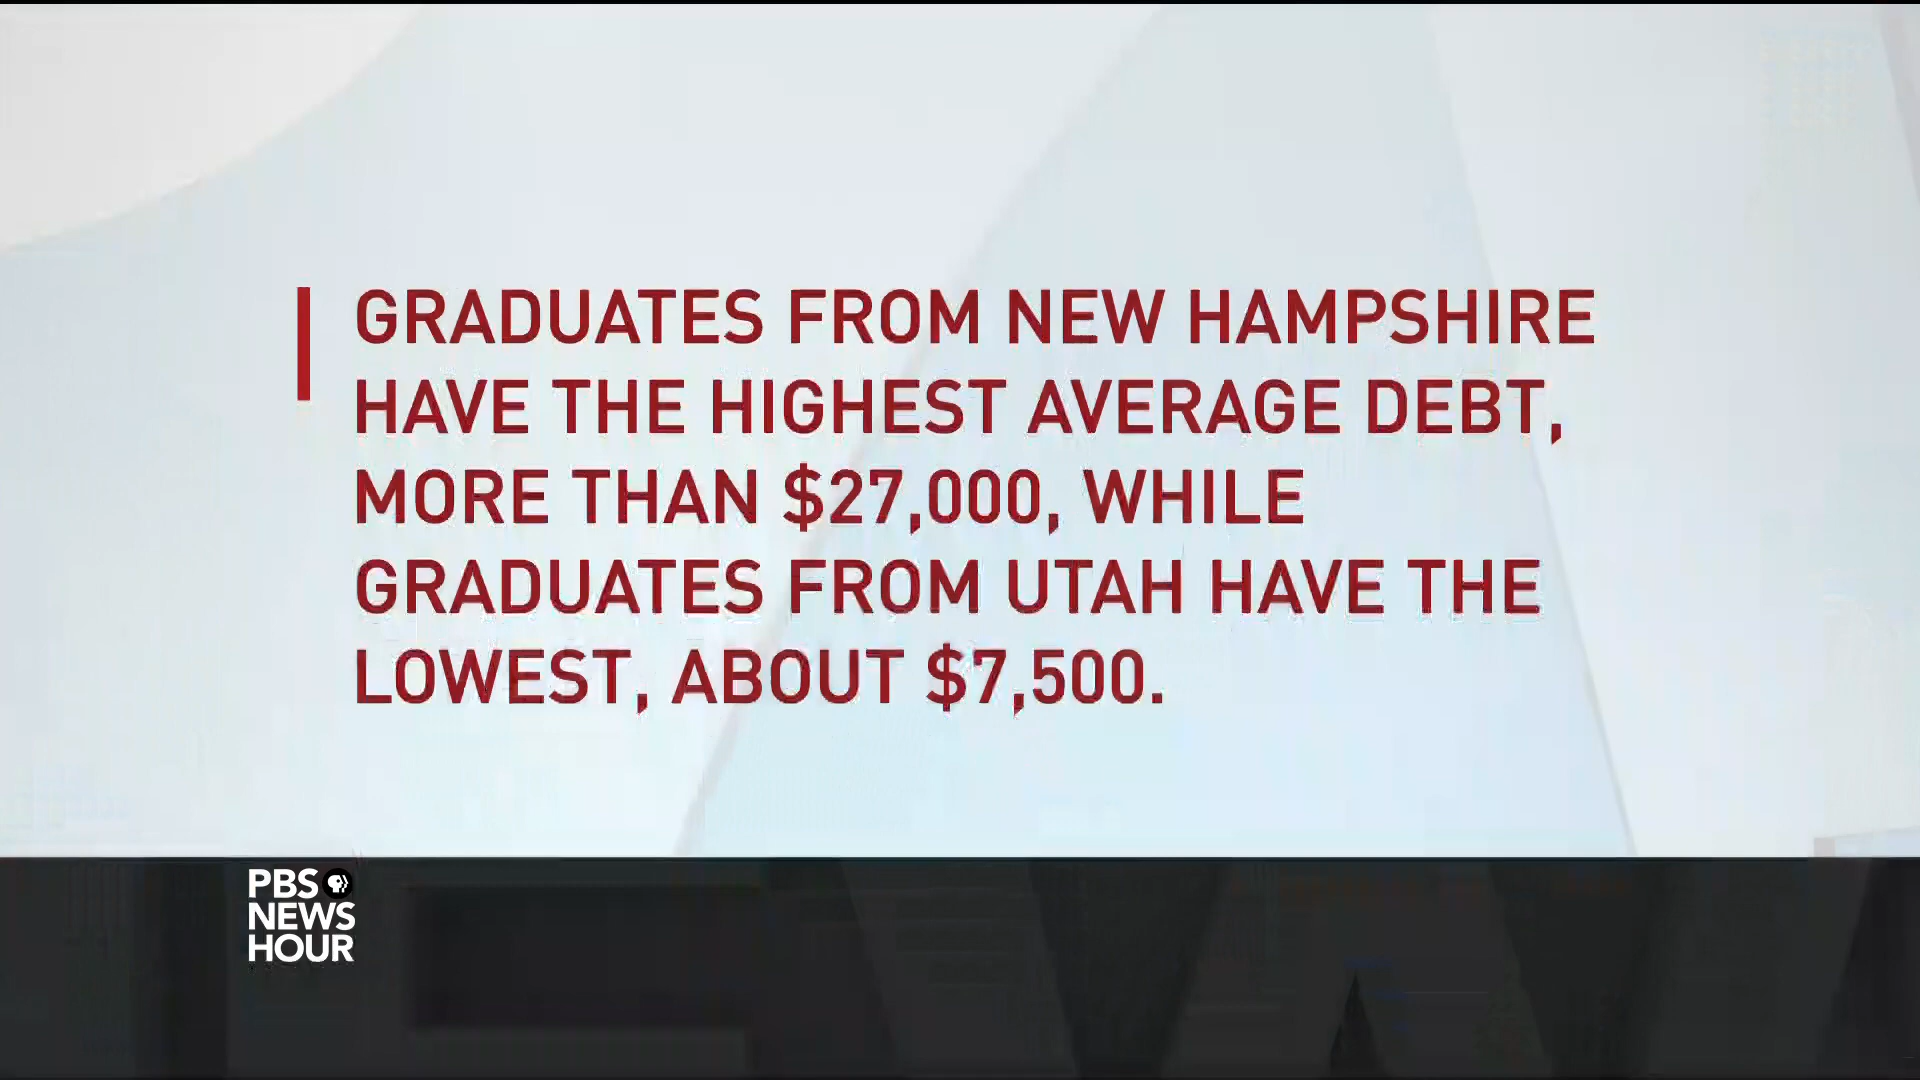 GRADUATES FROM NEW HAMPSHIRE
HAVE THE HIGHEST AVERAGE DEBT,
MORE THAN $27,000, WHILE
GRADUATES FROM UTAH HAVE THE
LOWEST, ABOUT $7,500.
PBS
NEWS
HOUR